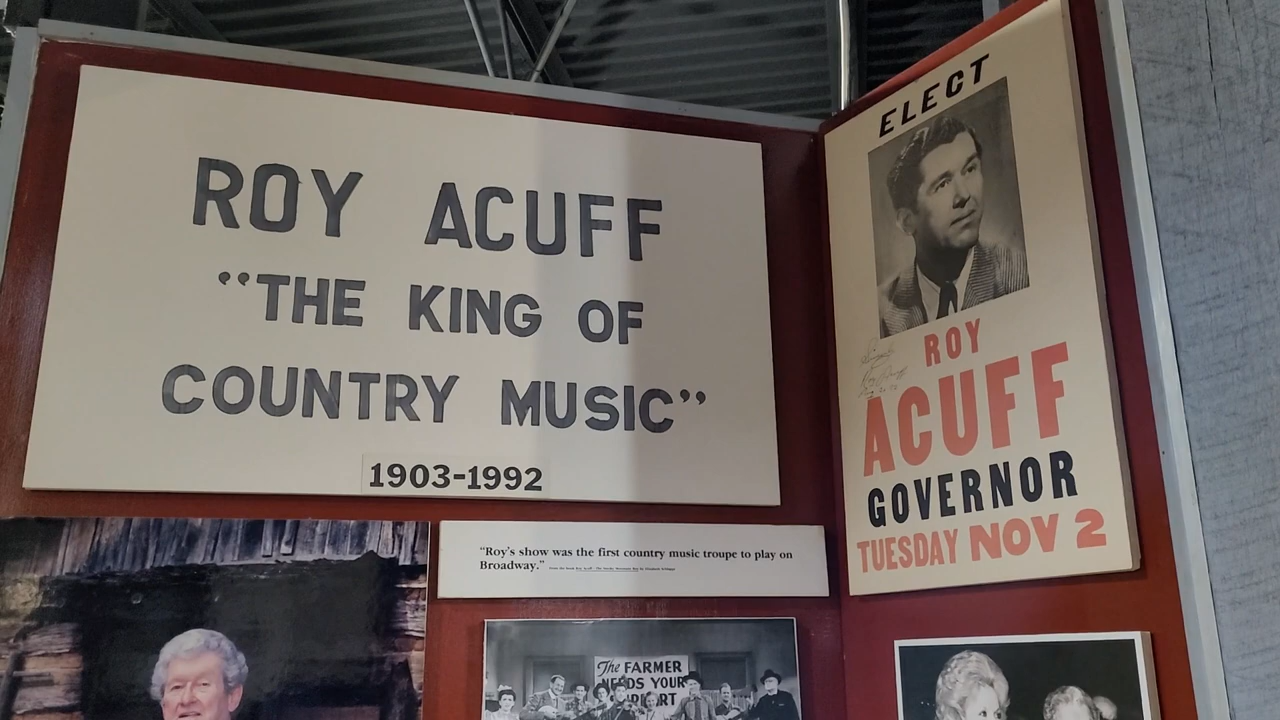 ROY ACUFF
"THE KING OF
COUNTRY MUSIC"
1903-1992
"Roy's show was the first country music troupe to play on
Broadway."
The FARMER
NEEDS YOUR
ELECT
ROY
ACUFF
GOVERNOR
TUESDAY NOV 2